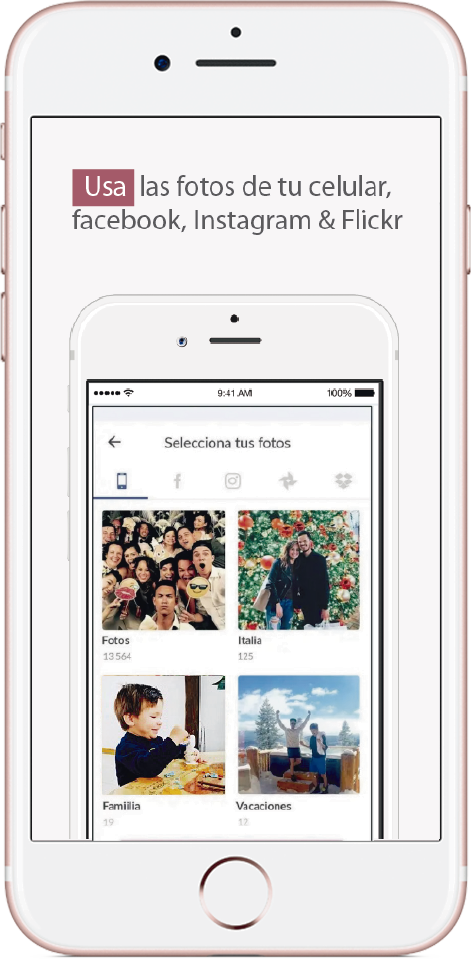 Usa las fotos de tu celular,
facebook, Instagram & Flickr
9:41 AM 100%
Selecciona tus fotos
Fotos Italia
13 564 125
Familia Vacaciones
19 12